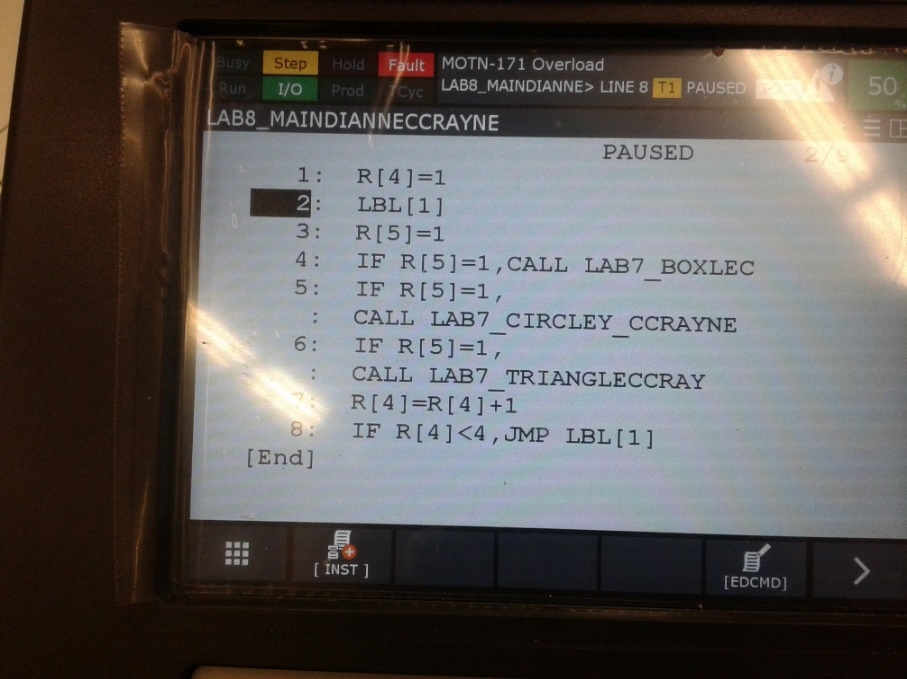 Busy Step Hold Fault MOTN-171 Overload
Run I/O Prod TCyc LAB8_MAINDIANNE> LINE 8 T1 PAUSED 50
LAB8_MAINDIANNECCRAYNE
PAUSED 2/9
1: R[4]=1
2: LBL[1]
3: R[5]=1
4: IF R[5]=1,CALL LAB7_BOXLEC
5: IF R[5]=1,
: CALL LAB7_CIRCLEY_CCRAYNE
6: IF R[5]=1,
: CALL LAB7_TRIANGLECCRAY
7: R[4]=R[4]+1
8: IF R[4]<4,JMP LBL[1]
[End]
[ INST ] [EDCMD] >